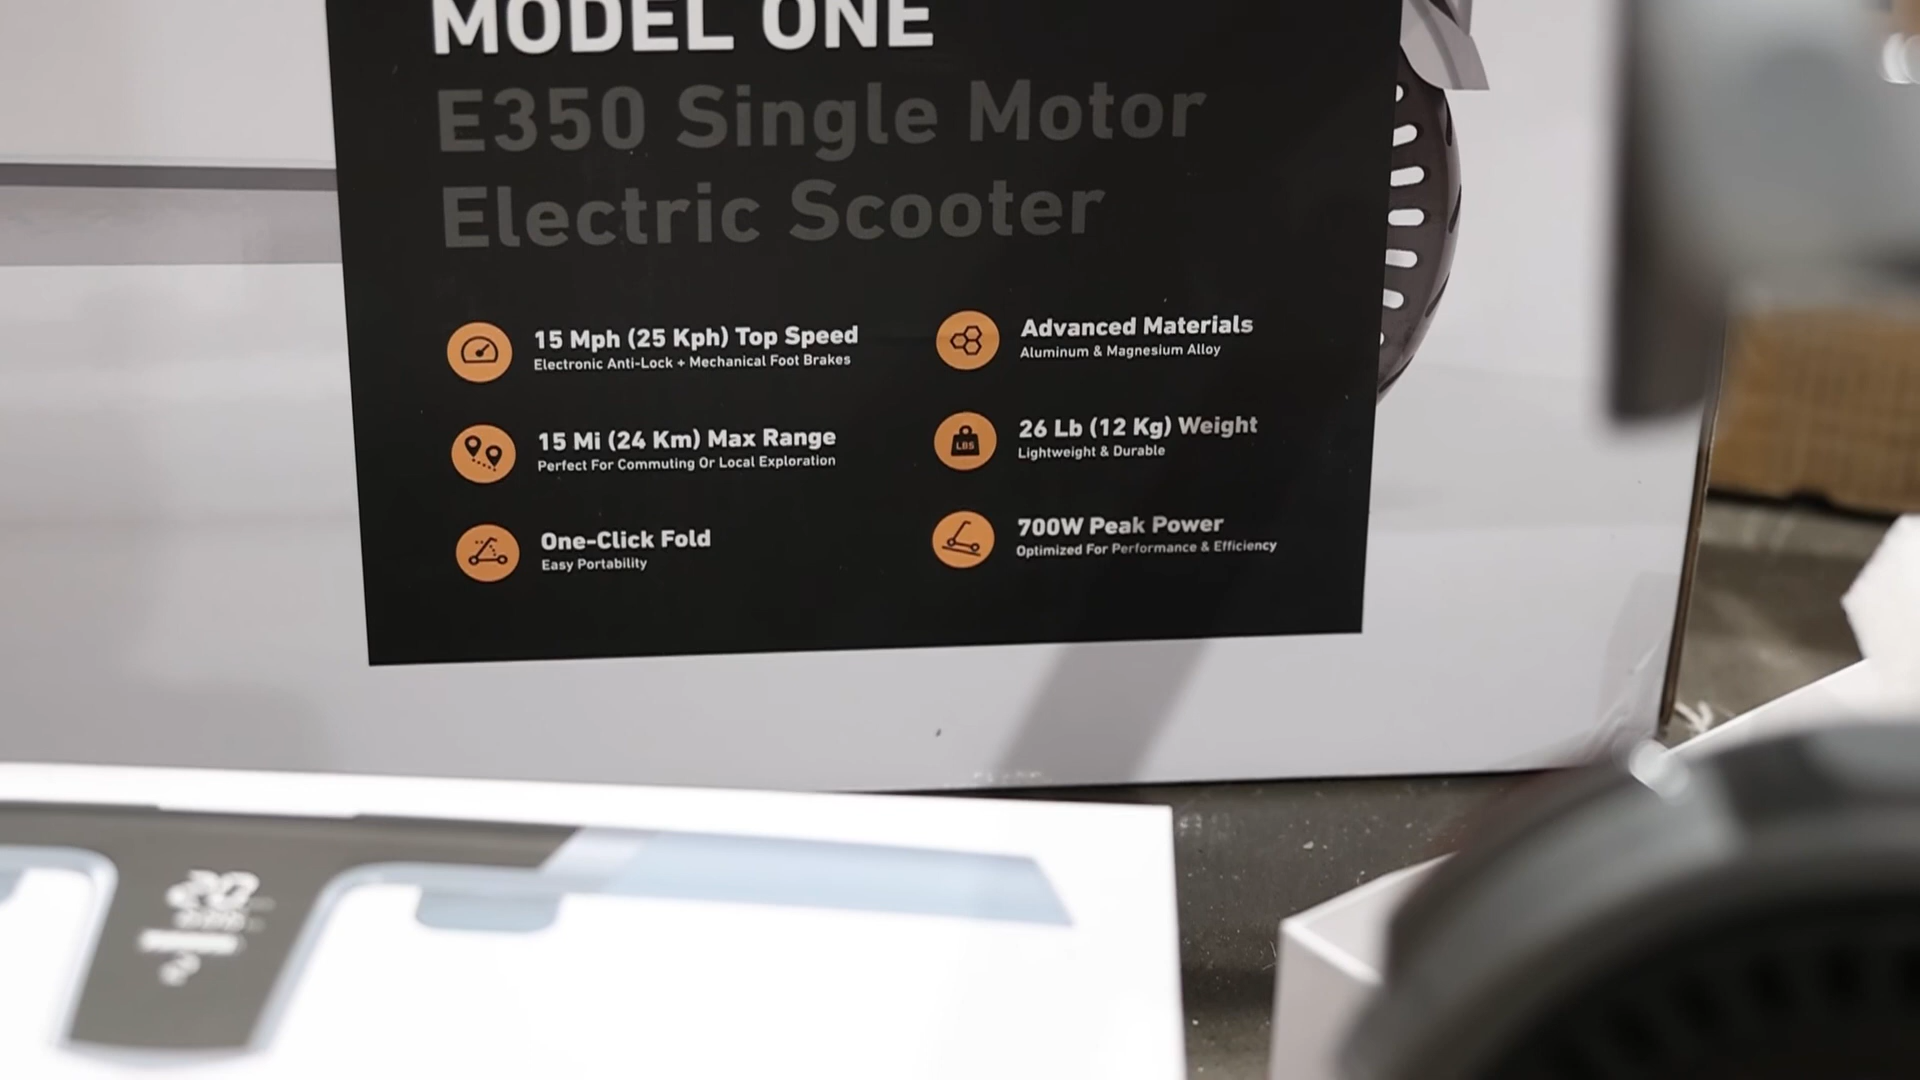 MODEL ONE
E350 Single Motor
Electric Scooter
15 Mph (25 Kph) Top Speed
Electronic Anti-Lock + Mechanical Foot Brakes
15 Mi (24 Km) Max Range
Perfect For Commuting Or Local Exploration
One-Click Fold
Easy Portability
Advanced Materials
Aluminum & Magnesium Alloy
LBS
26 Lb (12 Kg) Weight
Lightweight & Durable
700W Peak Power
Optimized For Performance & Efficiency